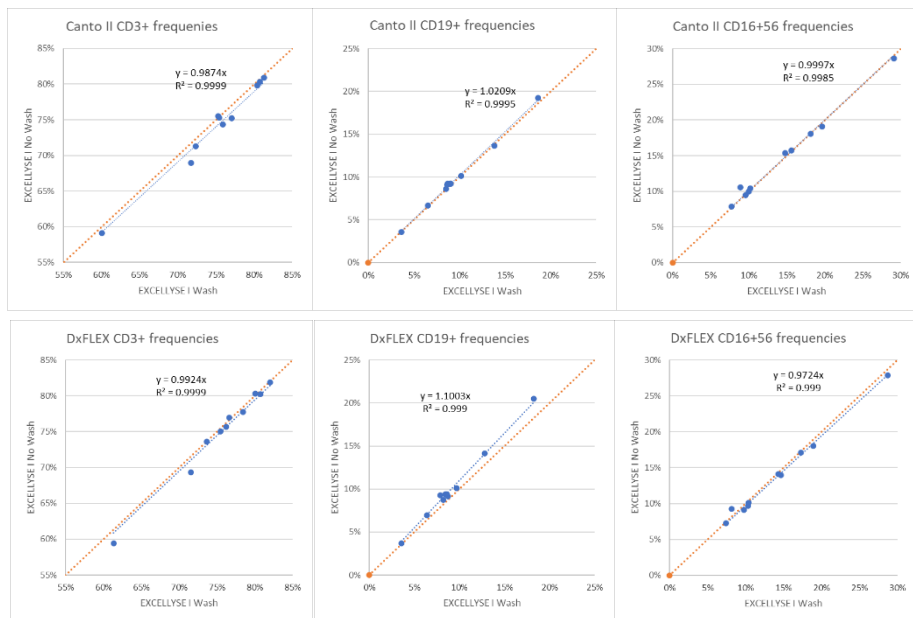 Canto II CD3+ frequenies
85%
80%
75%
70%
65%
60%
55%
55%
60%
65%
70%
75%
80%
85%
y = 0.9874x
R² = 0.9999
EXCELLYSE I No Wash
EXCELLYSE I Wash
Canto II CD19+ frequencies
25%
20%
15%
10%
5%
0%
0%
5%
10%
15%
20%
25%
y = 1.0209x
R² = 0.9995
EXCELLYSE I No Wash
EXCELLYSE I Wash
Canto II CD16+56 frequencies
30%
25%
20%
15%
10%
5%
0%
0%
5%
10%
15%
20%
25%
30%
y = 0.9997x
R² = 0.9985
EXCELLYSE I No Wash
EXCELLYSE I Wash
DxFLEX CD3+ frequencies
85%
80%
75%
70%
65%
60%
55%
55%
60%
65%
70%
75%
80%
85%
y = 0.9924x
R² = 0.9999
EXCELLYSE I No Wash
EXCELLYSE I Wash
DxFLEX CD19+ frequencies
25%
20%
15%
10%
5%
0%
0%
5%
10%
15%
20%
25%
y = 1.1003x
R² = 0.999
EXCELLYSE I No Wash
EXCELLYSE I Wash
DxFLEX CD16+56 frequencies
30%
25%
20%
15%
10%
5%
0%
0%
5%
10%
15%
20%
25%
30%
y = 0.9724x
R² = 0.999
EXCELLYSE I No Wash
EXCELLYSE I Wash